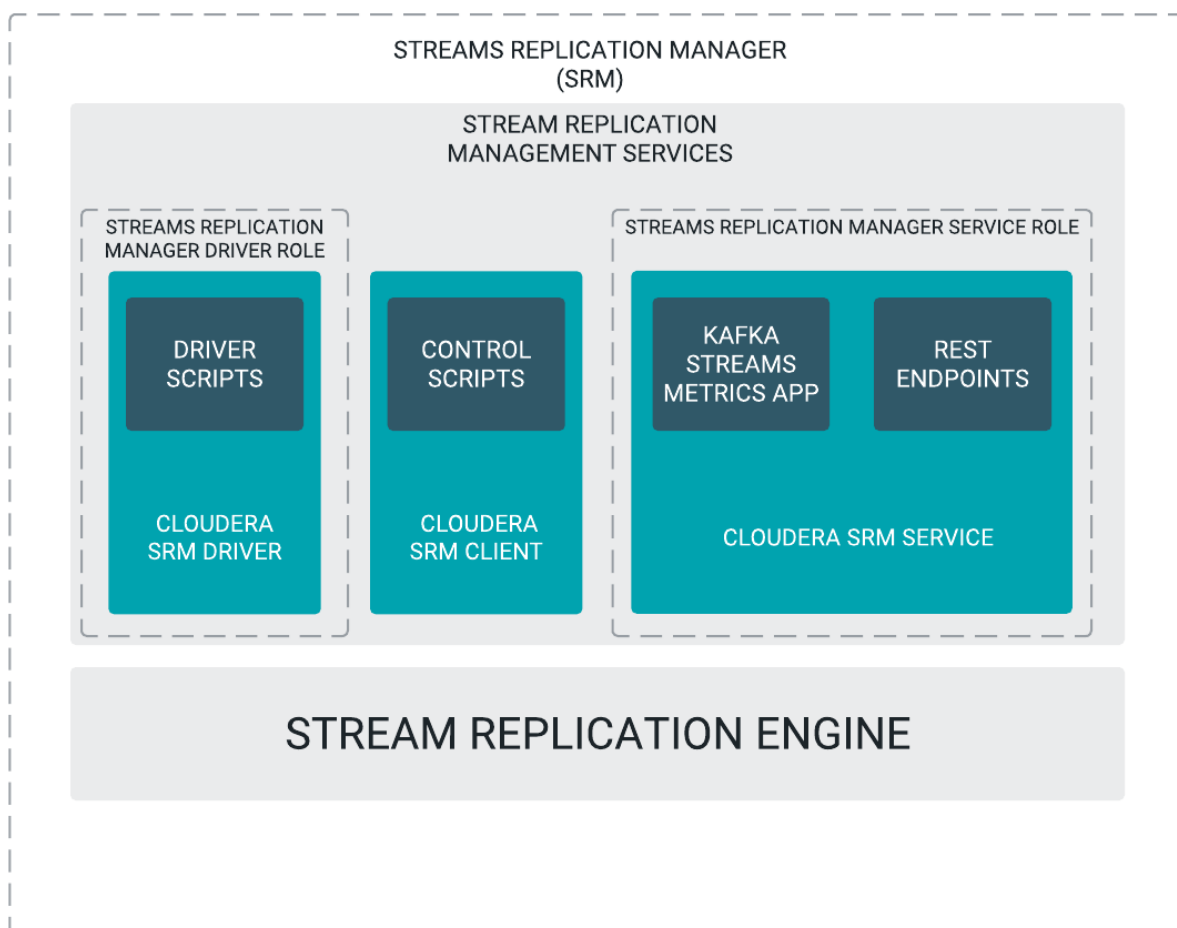 STREAMS REPLICATION MANAGER
(SRM)
STREAM REPLICATION
MANAGEMENT SERVICES
STREAMS REPLICATION
MANAGER DRIVER ROLE
DRIVER
SCRIPTS
CLOUDERA
SRM DRIVER
CONTROL
SCRIPTS
CLOUDERA
SRM CLIENT
STREAMS REPLICATION MANAGER SERVICE ROLE
KAFKA
STREAMS
METRICS APP
REST
ENDPOINTS
CLOUDERA SRM SERVICE
STREAM REPLICATION ENGINE